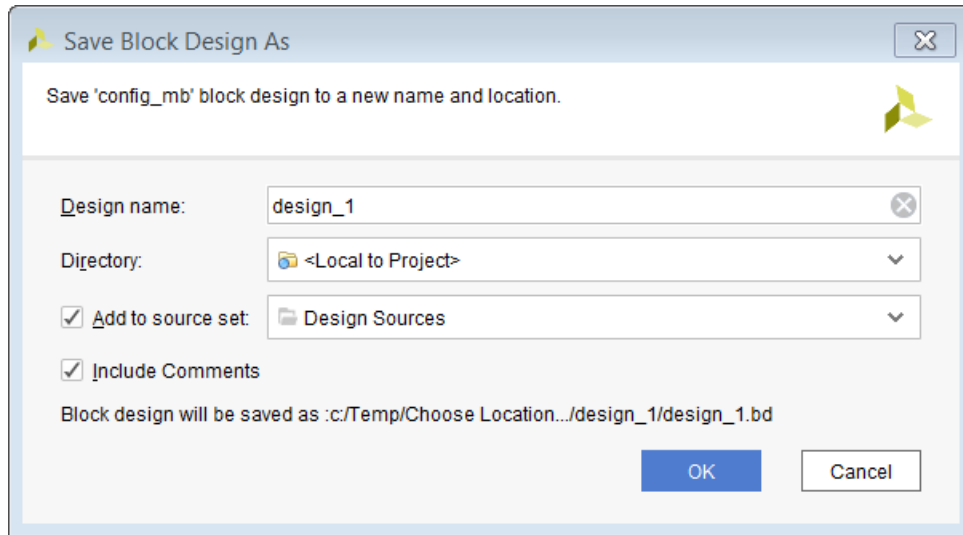 Save Block Design As
Save 'config_mb' block design to a new name and location.
Design name: design_1
Directory: <Local to Project>
Add to source set: Design Sources
Include Comments
Block design will be saved as :c:/Temp/Choose Location.../design_1/design_1.bd
OK Cancel